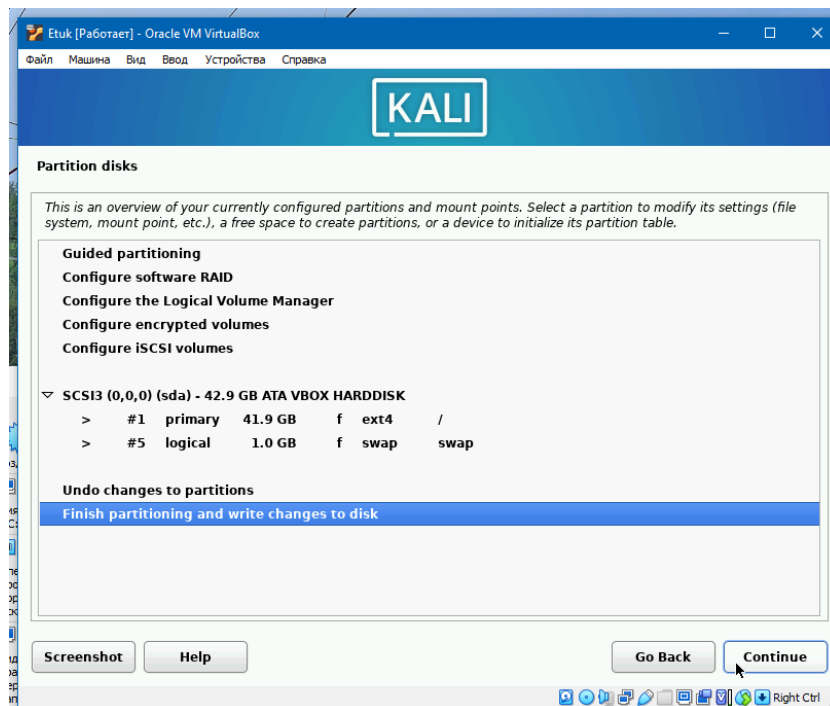 Etuk [Работает] - Oracle VM VirtualBox
Файл Машина Вид Ввод Устройства Справка
KALI
Partition disks
This is an overview of your currently configured partitions and mount points. Select a partition to modify its settings (file
system, mount point, etc.), a free space to create partitions, or a device to initialize its partition table.
Guided partitioning
Configure software RAID
Configure the Logical Volume Manager
Configure encrypted volumes
Configure iSCSI volumes
SCSI3 (0,0,0) (sda) - 42.9 GB ATA VBOX HARDDISK
> #1 primary 41.9 GB f ext4 /
> #5 logical 1.0 GB f swap swap
Undo changes to partitions
Finish partitioning and write changes to disk
Screenshot Help Go Back Continue
Right Ctrl